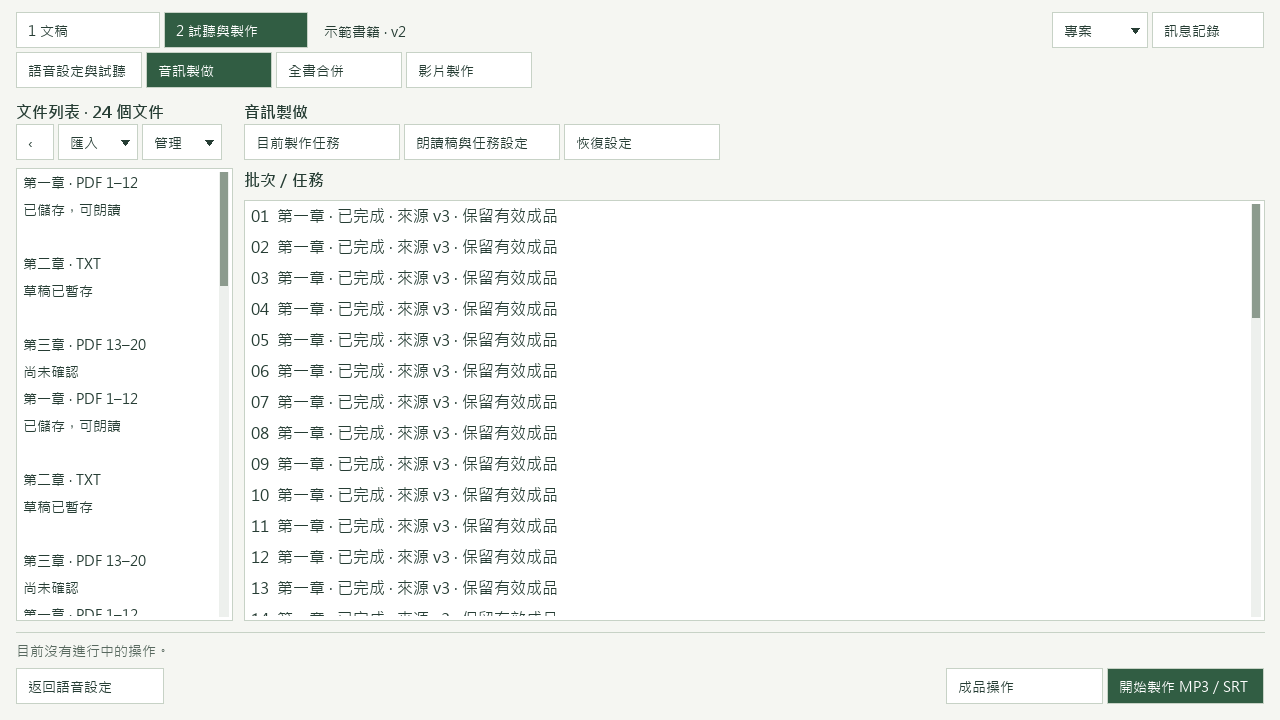 1 文稿
2 試聽與製作
示範書籍 · v2
專案
訊息記錄
語音設定與試聽
音訊製做
全書合併
影片製作
文件列表 · 24 個文件
‹
匯入
管理
第一章 · PDF 1–12
已儲存，可朗讀
第二章 · TXT
草稿已暫存
第三章 · PDF 13–20
尚未確認
第一章 · PDF 1–12
已儲存，可朗讀
第二章 · TXT
草稿已暫存
第三章 · PDF 13–20
尚未確認
第一章 · PDF 1–12
音訊製做
目前製作任務
朗讀稿與任務設定
恢復設定
批次 / 任務
01 第一章 · 已完成 · 來源 v3 · 保留有效成品
02 第一章 · 已完成 · 來源 v3 · 保留有效成品
03 第一章 · 已完成 · 來源 v3 · 保留有效成品
04 第一章 · 已完成 · 來源 v3 · 保留有效成品
05 第一章 · 已完成 · 來源 v3 · 保留有效成品
06 第一章 · 已完成 · 來源 v3 · 保留有效成品
07 第一章 · 已完成 · 來源 v3 · 保留有效成品
08 第一章 · 已完成 · 來源 v3 · 保留有效成品
09 第一章 · 已完成 · 來源 v3 · 保留有效成品
10 第一章 · 已完成 · 來源 v3 · 保留有效成品
11 第一章 · 已完成 · 來源 v3 · 保留有效成品
12 第一章 · 已完成 · 來源 v3 · 保留有效成品
13 第一章 · 已完成 · 來源 v3 · 保留有效成品
目前沒有進行中的操作。
返回語音設定
成品操作
開始製作 MP3 / SRT